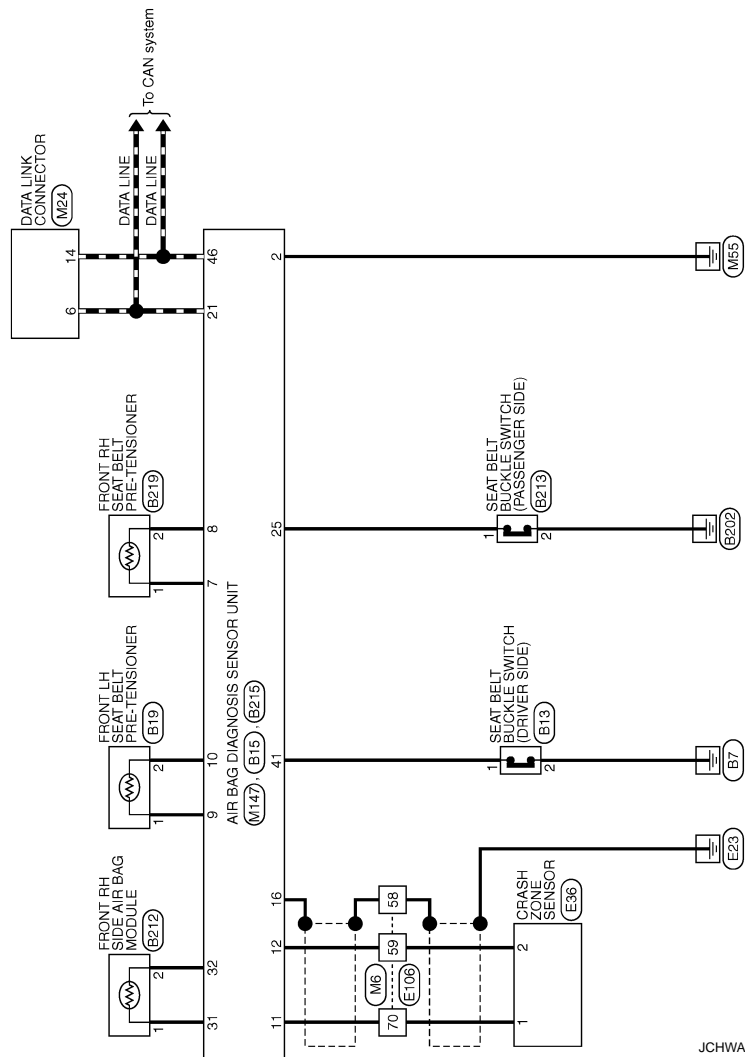 To CAN system
DATA LINE
DATA LINE
DATA LINK
CONNECTOR
M24
14
6
46
21
2
M55
FRONT RH
SEAT BELT
PRE-TENSIONER
B219
2
1
8
7
25
SEAT BELT
BUCKLE SWITCH
(PASSENGER SIDE)
B213
1
2
B202
AIR BAG DIAGNOSIS SENSOR UNIT
M147 , B15 , B215
FRONT LH
SEAT BELT
PRE-TENSIONER
B19
2
1
10
9
41
SEAT BELT
BUCKLE SWITCH
(DRIVER SIDE)
B13
1
2
B7
FRONT RH
SIDE AIR BAG
MODULE
B212
2
1
32
31
16
12
11
58
59
70
M6
E106
E23
CRASH
ZONE
SENSOR
E36
2
1
JCHWA